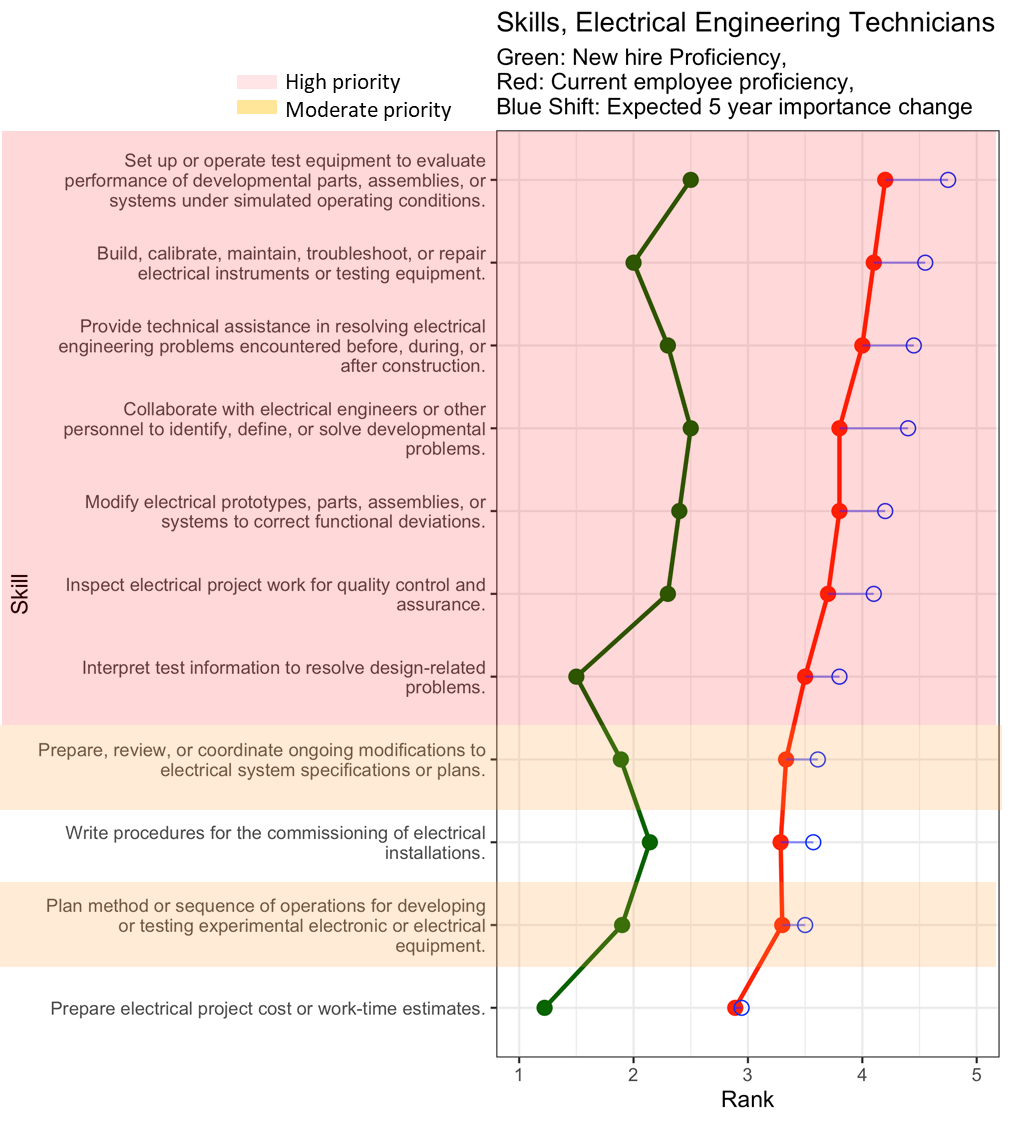 Skills, Electrical Engineering Technicians
Green: New hire Proficiency,
Red: Current employee proficiency,
Blue Shift: Expected 5 year importance change
High priority
Moderate priority
Set up or operate test equipment to evaluate
performance of developmental parts, assemblies, or
systems under simulated operating conditions.
Build, calibrate, maintain, troubleshoot, or repair
electrical instruments or testing equipment.
Provide technical assistance in resolving electrical
engineering problems encountered before, during, or
after construction.
Collaborate with electrical engineers or other
personnel to identify, define, or solve developmental
problems.
Modify electrical prototypes, parts, assemblies, or
systems to correct functional deviations.
Inspect electrical project work for quality control and
assurance.
Interpret test information to resolve design-related
problems.
Prepare, review, or coordinate ongoing modifications to
electrical system specifications or plans.
Write procedures for the commissioning of electrical
installations.
Plan method or sequence of operations for developing
or testing experimental electronic or electrical
equipment.
Prepare electrical project cost or work-time estimates.
Skill
1 2 3 4 5
Rank